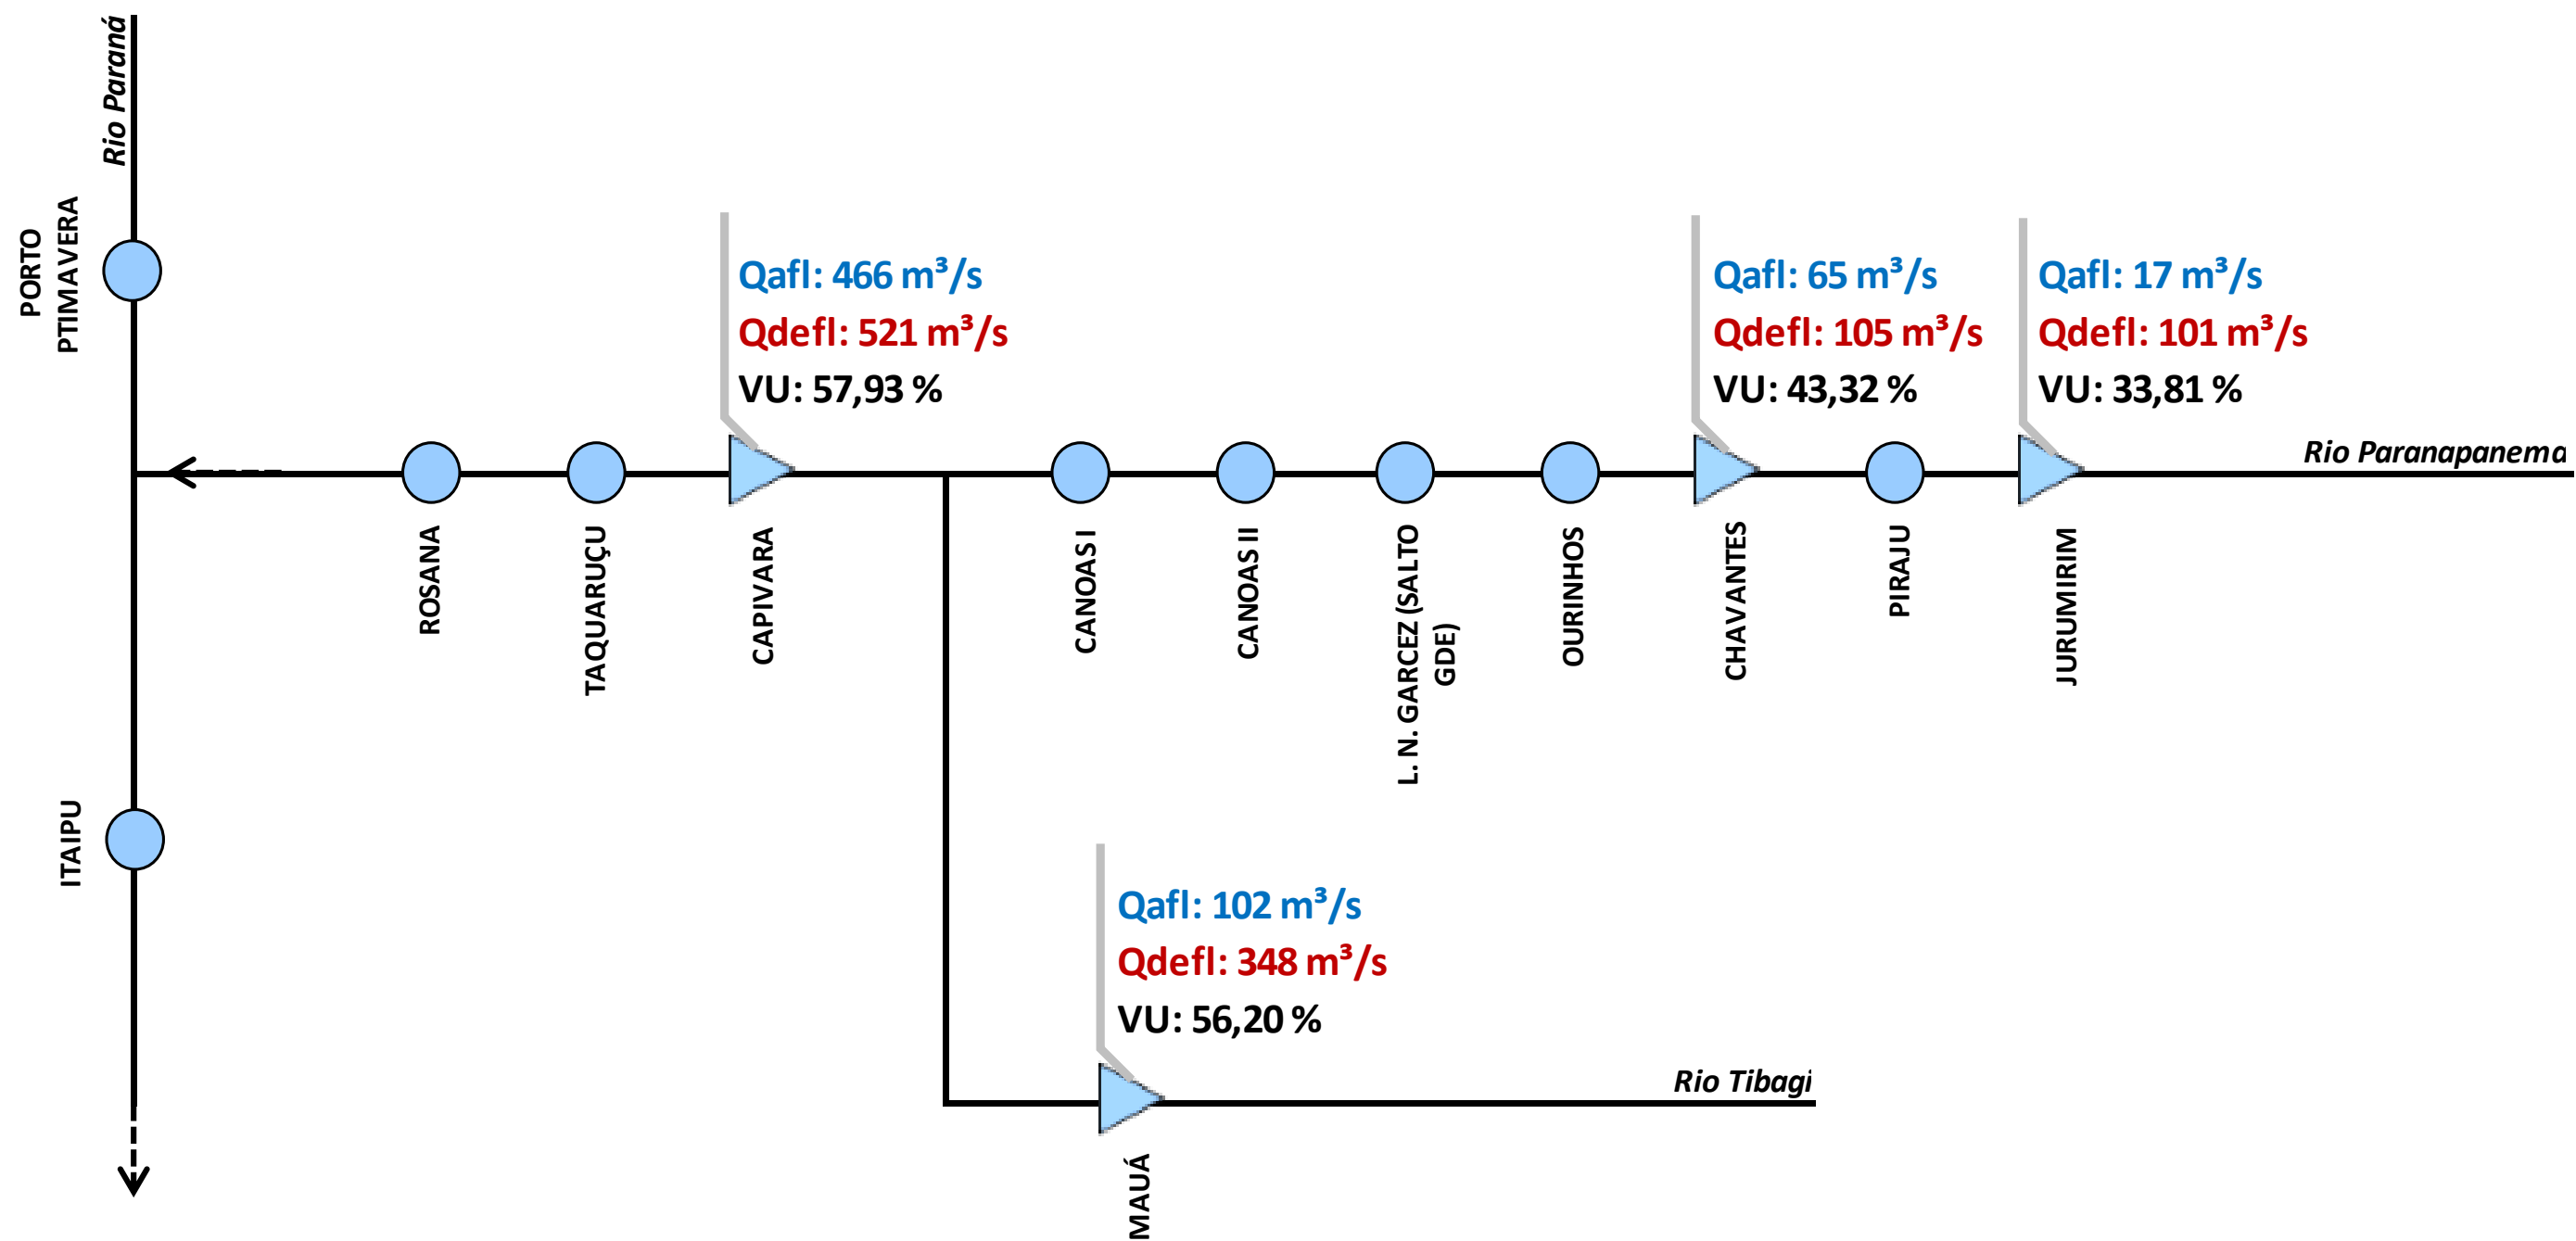 Rio Paraná
PORTO
PTIMAVERA
Qafl: 466 m³/s
Qdefl: 521 m³/s
VU: 57,93 %
Qafl: 65 m³/s
Qdefl: 105 m³/s
VU: 43,32 %
Qafl: 17 m³/s
Qdefl: 101 m³/s
VU: 33,81 %
Rio Paranapanema
ROSANA
TAQUARUÇU
CAPIVARA
CANOAS I
CANOAS II
L. N. GARCEZ (SALTO
GDE)
OURINHOS
CHAVANTES
PIRAJU
JURUMIRIM
ITAIPU
Qafl: 102 m³/s
Qdefl: 348 m³/s
VU: 56,20 %
Rio Tibagi
MAUÁ